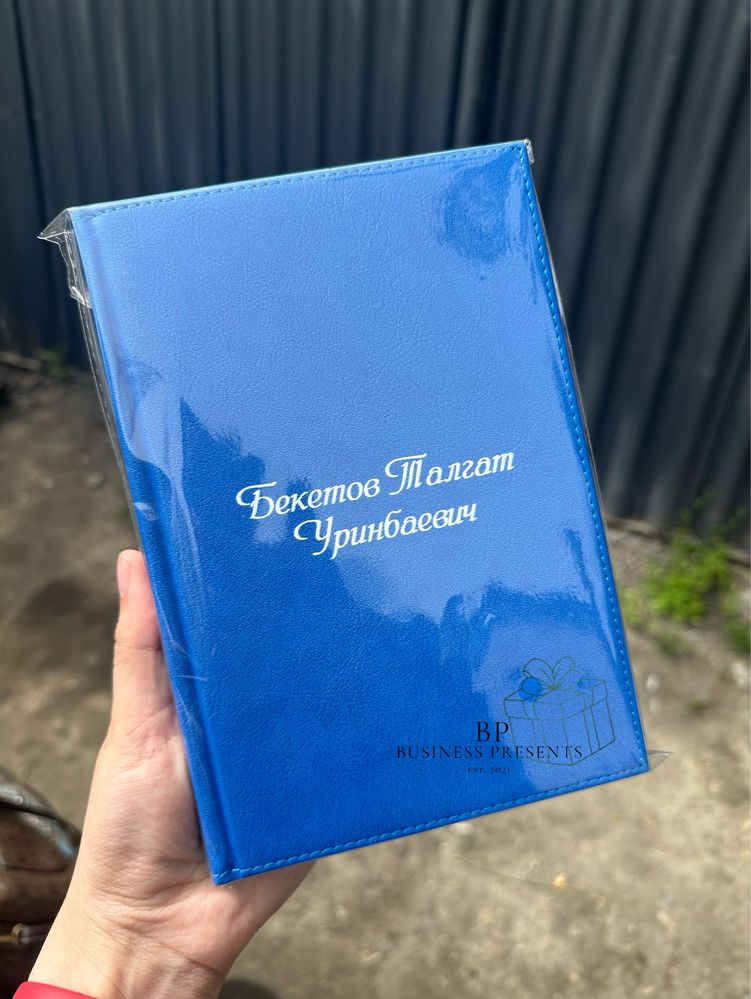 Бекетов Талгат
Уринбаевич
BP
BUSINESS PRESENTS
EST. 2021